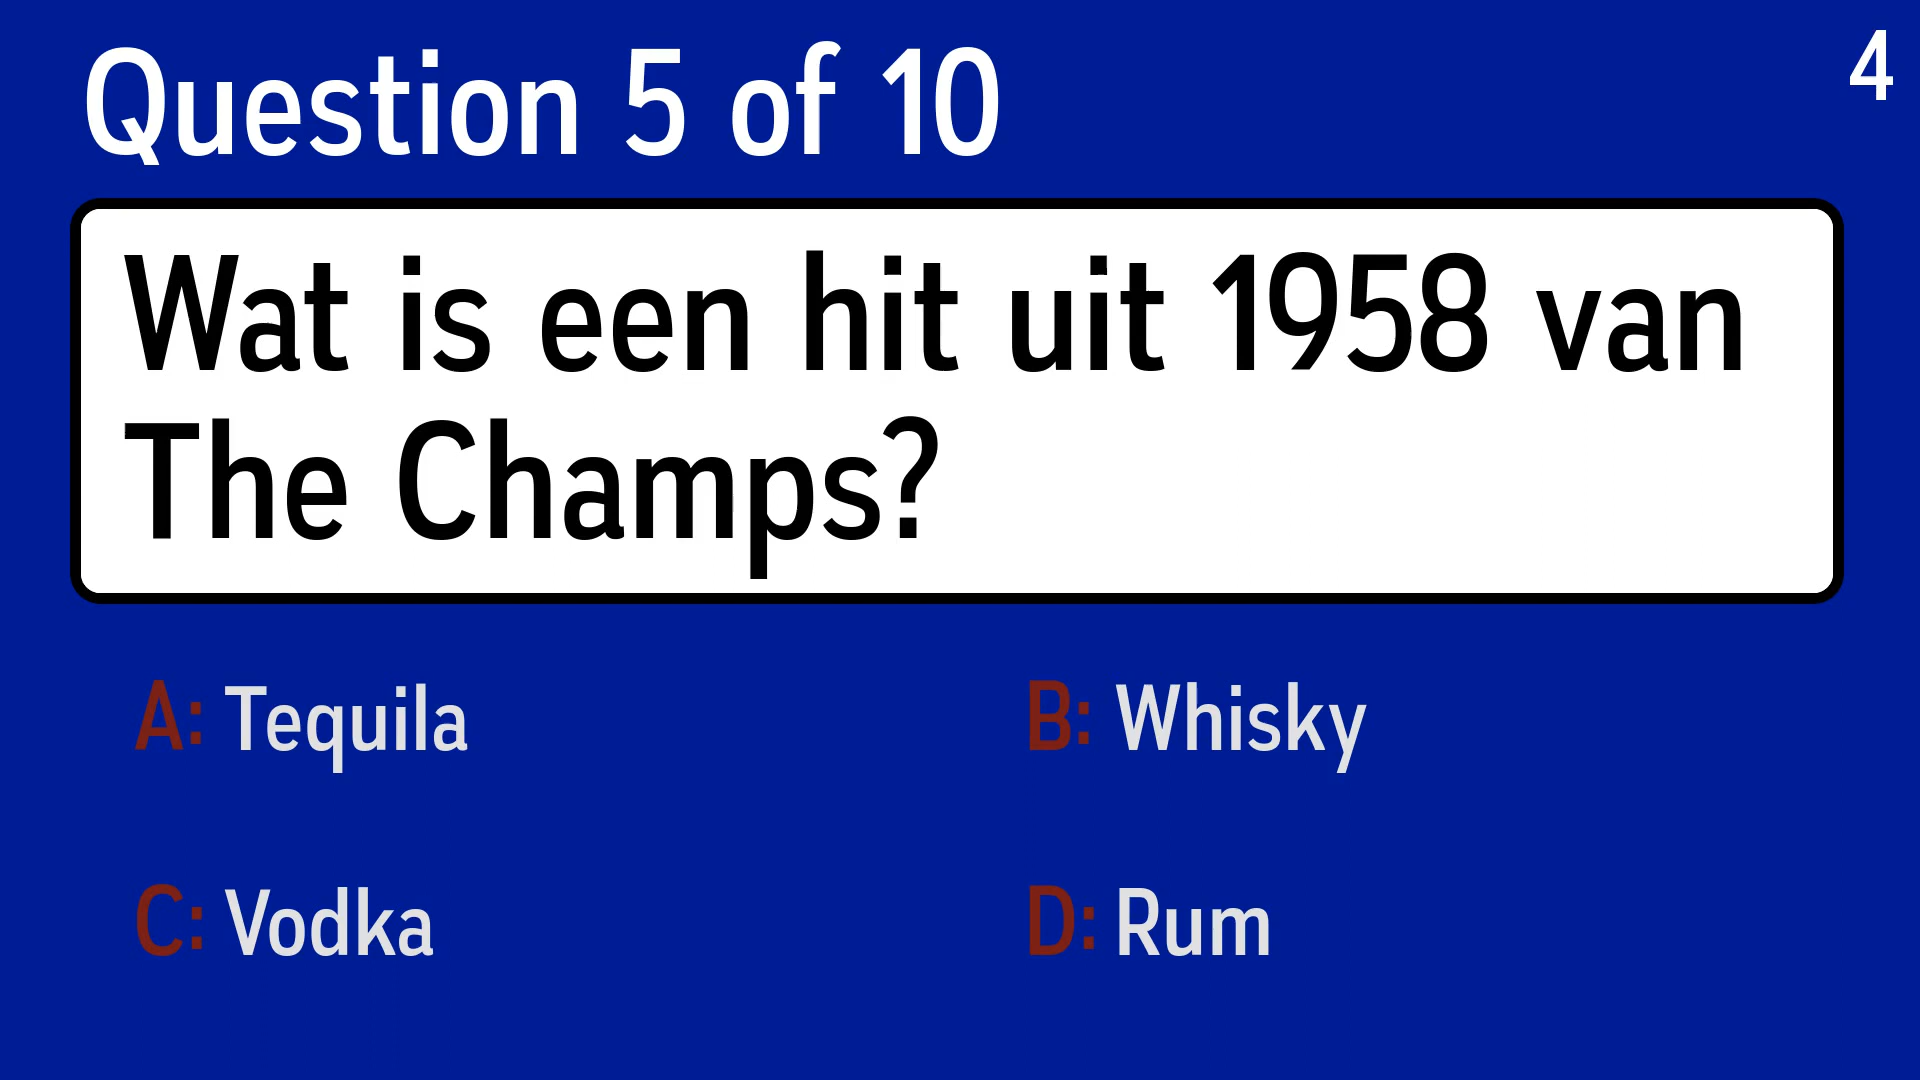 Question 5 of 10
4
Wat is een hit uit 1958 van
The Champs?
A: Tequila
B: Whisky
C: Vodka
D: Rum